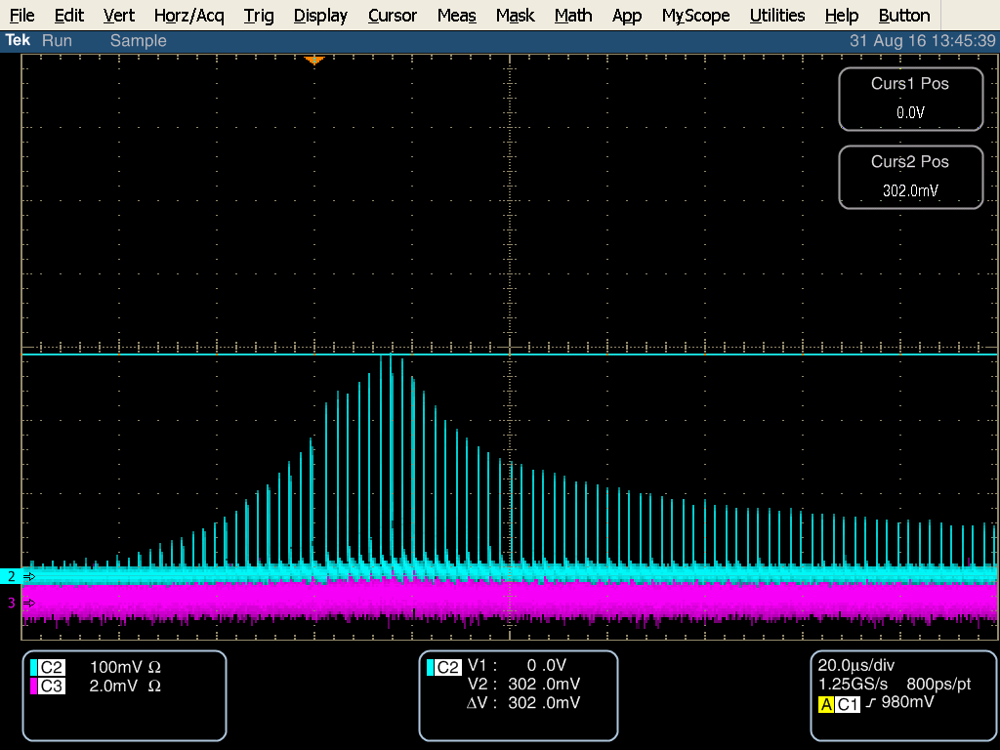 File Edit Vert Horz/Acq Trig Display Cursor Meas Mask Math App MyScope Utilities Help Button
Tek Run Sample 31 Aug 16 13:45:39
Curs1 Pos
0.0V
Curs2 Pos
302.0mV
2
3
C2 100mV Ω
C3 2.0mV Ω
C2 V1 : 0 .0V
V2 : 302 .0mV
ΔV : 302 .0mV
20.0µs/div
1.25GS/s 800ps/pt
A C1 980mV